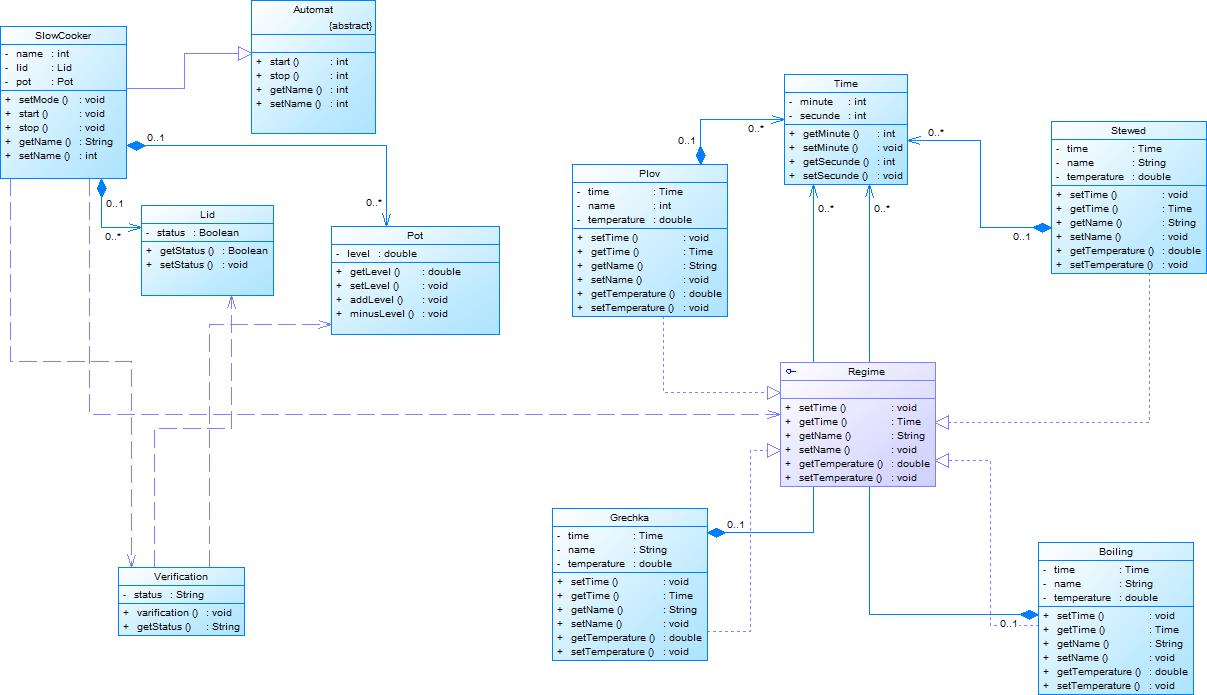 SlowCooker
- name : int
- lid : Lid
- pot : Pot
+ setMode () : void
+ start () : void
+ stop () : void
+ getName () : String
+ setName () : int
Automat
{abstract}
+ start () : int
+ stop () : int
+ getName () : int
+ setName () : int
0..1
0..*
0..1
0..*
Lid
- status : Boolean
+ getStatus () : Boolean
+ setStatus () : void
Pot
- level : double
+ getLevel () : double
+ setLevel () : void
+ addLevel () : void
+ minusLevel () : void
Time
- minute : int
- secunde : int
+ getMinute () : int
+ setMinute () : void
+ getSecunde () : int
+ setSecunde () : void
0..1
0..*
0..*
0..1
0..*
0..*
Plov
- time : Time
- name : int
- temperature : double
+ setTime () : void
+ getTime () : Time
+ getName () : String
+ setName () : void
+ getTemperature () : double
+ setTemperature () : void
Stewed
- time : Time
- name : String
- temperature : double
+ setTime () : void
+ getTime () : Time
+ getName () : String
+ setName () : void
+ getTemperature () : double
+ setTemperature () : void
Regime
+ setTime () : void
+ getTime () : Time
+ getName () : String
+ setName () : void
+ getTemperature () : double
+ setTemperature () : void
Verification
- status : String
+ varification () : void
+ getStatus () : String
Grechka
- time : Time
- name : String
- temperature : double
+ setTime () : void
+ getTime () : Time
+ getName () : String
+ setName () : void
+ getTemperature () : double
+ setTemperature () : void
0..1
Boiling
- time : Time
- name : String
- temperature : double
+ setTime () : void
+ getTime () : Time
+ getName () : String
+ setName () : void
+ getTemperature () : double
+ setTemperature () : void
0..1